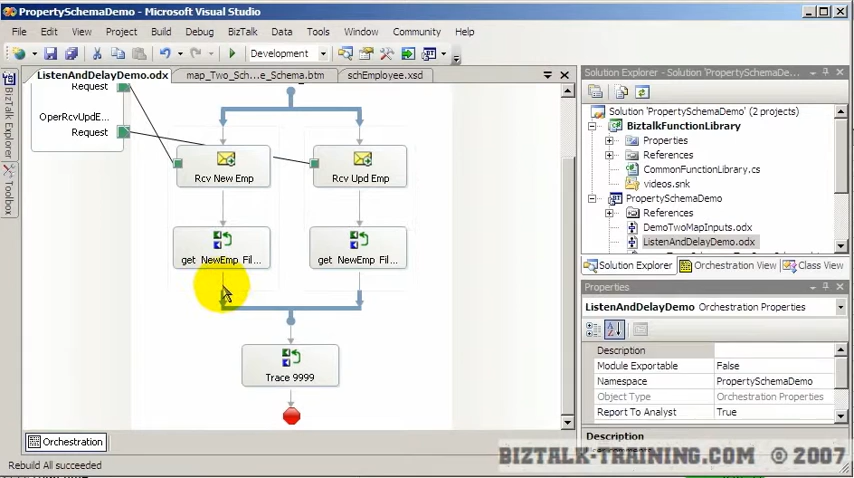 PropertySchemaDemo - Microsoft Visual Studio
File Edit View Project Build Debug BizTalk Data Tools Window Community Help
Development
ListenAndDelayDemo.odx map_Two_Sch...e_Schema.btm schEmployee.xsd
BizTalk Explorer
Toolbox
Request
OperRcvUpdE...
Request
Rcv New Emp
Rcv Upd Emp
get NewEmp Fil...
get NewEmp Fil...
Trace 9999
Orchestration
Rebuild All succeeded
Solution Explorer - PropertySchemaDe...
Solution 'PropertySchemaDemo' (2 projects)
BiztalkFunctionLibrary
Properties
References
CommonFunctionLibrary.cs
videos.snk
PropertySchemaDemo
References
DemoTwoMapInputs.odx
ListenAndDelayDemo.odx
Solution Explorer Orchestration View Class View
Properties
ListenAndDelayDemo Orchestration Properties
Description
Module Exportable False
Namespace PropertySchemaDemo
Object Type Orchestration Properties
Report To Analyst True
Description
BIZTALK-TRAINING.COM © 2007